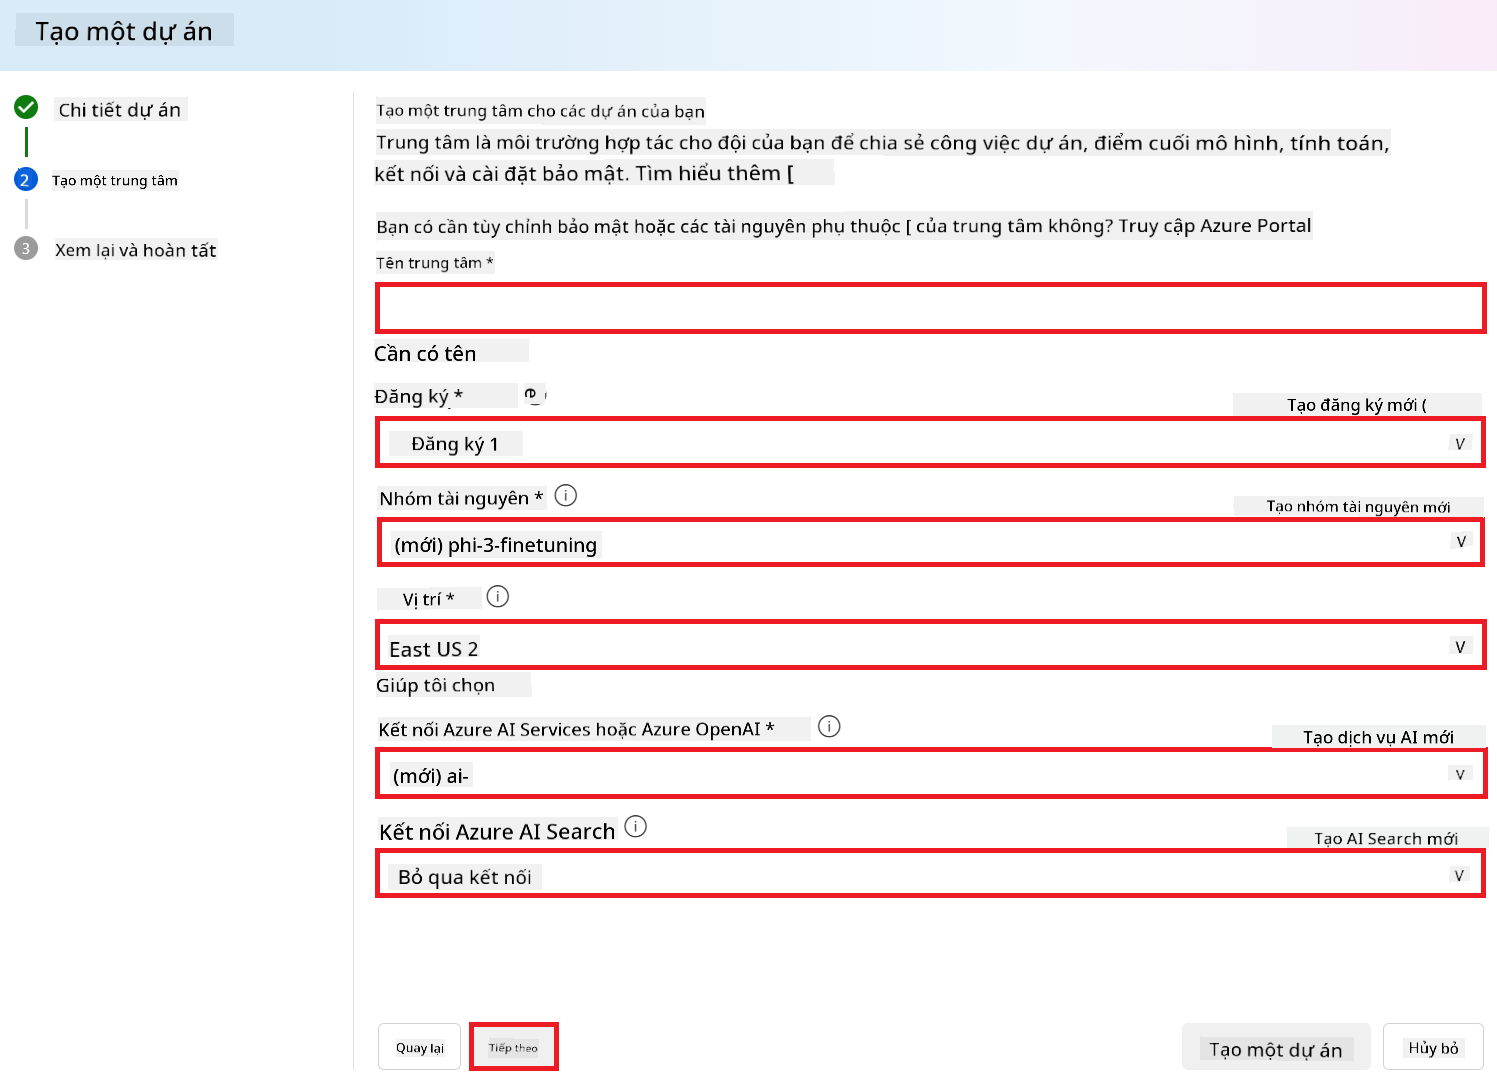 Tạo một dự án
Chi tiết dự án
2
Tạo một trung tâm
3
Xem lại và hoàn tất
Tạo một trung tâm cho các dự án của bạn
Trung tâm là môi trường hợp tác cho đội của bạn để chia sẻ công việc dự án, điểm cuối mô hình, tính toán,
kết nối và cài đặt bảo mật. Tìm hiểu thêm [
Bạn có cần tùy chỉnh bảo mật hoặc các tài nguyên phụ thuộc [ của trung tâm không? Truy cập Azure Portal
Tên trung tâm *
Cần có tên
Đăng ký *
Tạo đăng ký mới (
Đăng ký 1
V
Nhóm tài nguyên *
Tạo nhóm tài nguyên mới
(mới) phi-3-finetuning
V
Vị trí *
East US 2
V
Giúp tôi chọn
Kết nối Azure AI Services hoặc Azure OpenAI *
Tạo dịch vụ AI mới
(mới) ai-
V
Kết nối Azure AI Search
Tạo AI Search mới
Bỏ qua kết nối
V
Quay lại
Tiếp theo
Tạo một dự án
Hủy bỏ